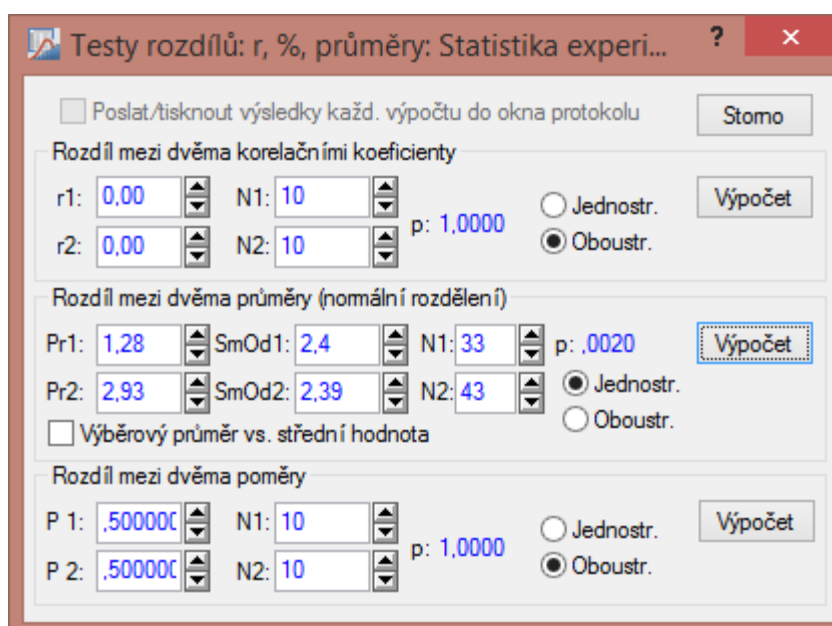 Testy rozdílů: r, %, průměry: Statistika experi... ? ×
Poslat/tisknout výsledky každ. výpočtu do okna protokolu Storno
Rozdíl mezi dvěma korelačními koeficienty
r1: 0,00 N1: 10 p: 1,0000 Jednostr. Výpočet
r2: 0,00 N2: 10 Oboustr.
Rozdíl mezi dvěma průměry (normální rozdělení)
Pr1: 1,28 SmOd1: 2,4 N1: 33 p: ,0020 Výpočet
Pr2: 2,93 SmOd2: 2,39 N2: 43 Jednostr.
Oboustr.
Výběrový průměr vs. střední hodnota
Rozdíl mezi dvěma poměry
P 1: ,500000 N1: 10 p: 1,0000 Jednostr. Výpočet
P 2: ,500000 N2: 10 Oboustr.